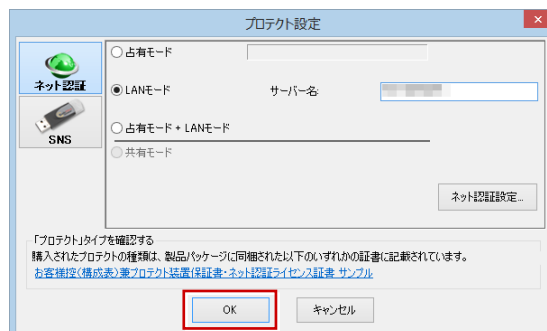 プロテクト設定
ネット認証
SNS
占有モード
LANモード
サーバー名:
占有モード + LANモード
共有モード
ネット認証設定...
「プロテクト」タイプを確認する
購入されたプロテクトの種類は、製品パッケージに同梱された以下のいずれかの証書に記載されています。
お客様控(構成表)兼プロテクト装置保証書・ネット認証ライセンス証書 サンプル
OK
キャンセル